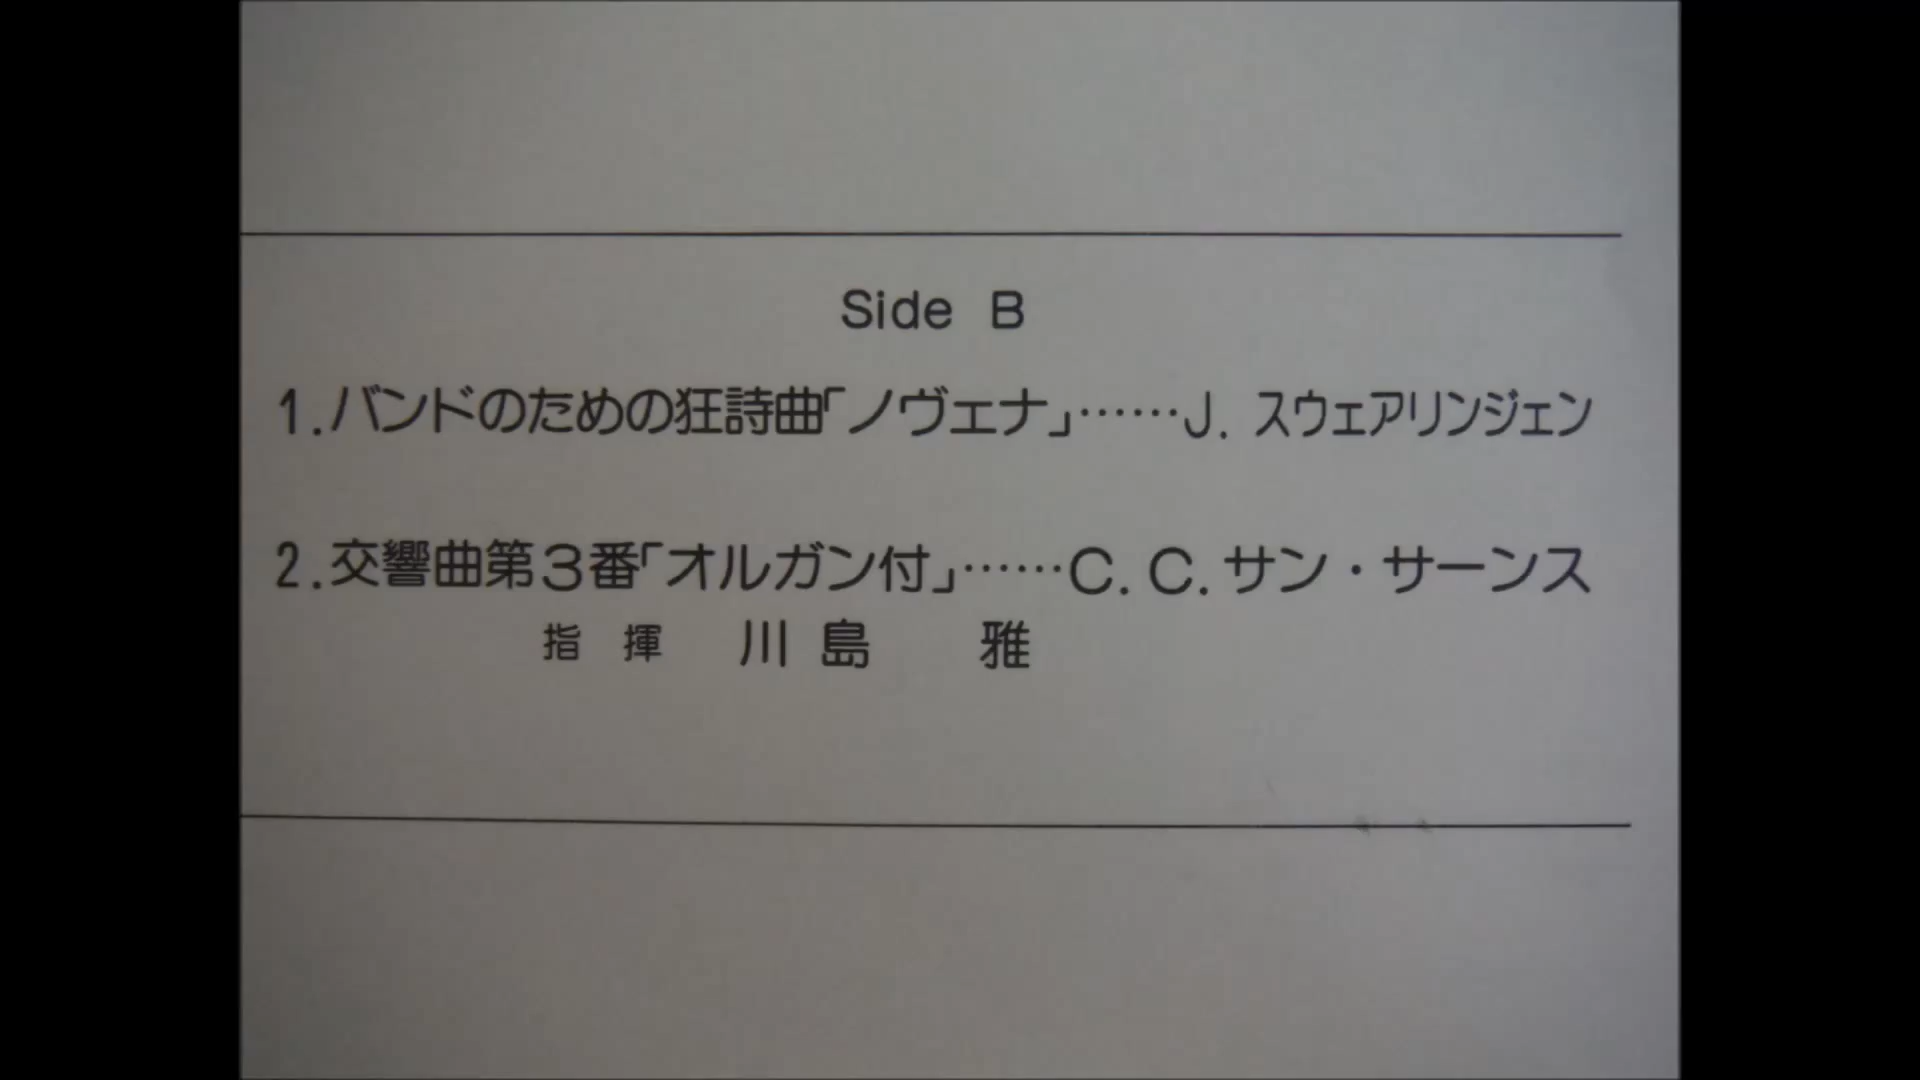 Side B
1.バンドのための狂詩曲「ノヴェナ」……J. スウェアリンジェン
2.交響曲第3番「オルガン付」……C.C.サン・サーンス
指 揮 川 島 雅